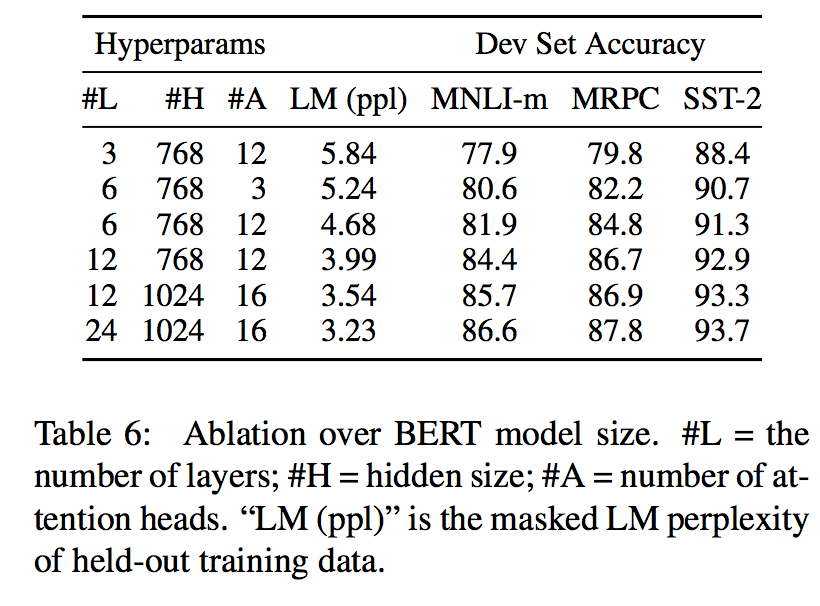 Hyperparams Dev Set Accuracy
#L #H #A LM (ppl) MNLI-m MRPC SST-2
3 768 12 5.84 77.9 79.8 88.4
6 768 3 5.24 80.6 82.2 90.7
6 768 12 4.68 81.9 84.8 91.3
12 768 12 3.99 84.4 86.7 92.9
12 1024 16 3.54 85.7 86.9 93.3
24 1024 16 3.23 86.6 87.8 93.7
Table 6: Ablation over BERT model size. #L = the
number of layers; #H = hidden size; #A = number of at-
tention heads. “LM (ppl)” is the masked LM perplexity
of held-out training data.